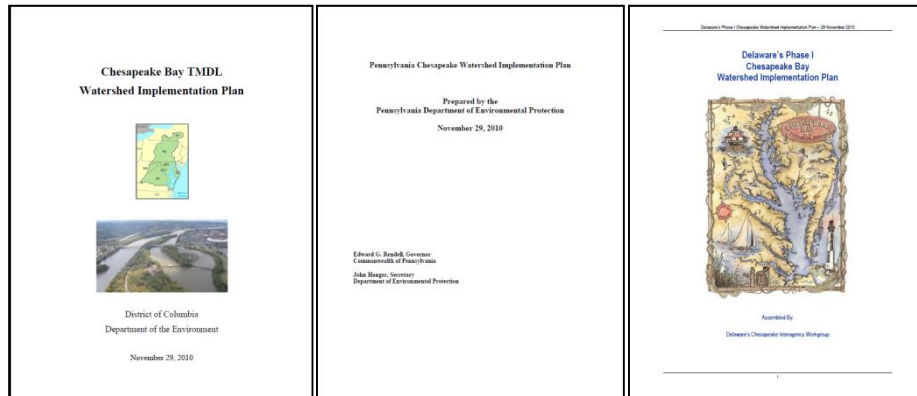 Chesapeake Bay TMDL
Watershed Implementation Plan
District of Columbia
Department of the Environment
November 29, 2010
Pennsylvania Chesapeake Watershed Implementation Plan
Prepared by the
Pennsylvania Department of Environmental Protection
November 29, 2010
Edward G. Rendell, Governor
Commonwealth of Pennsylvania
John Hanger, Secretary
Department of Environmental Protection
Delaware's Phase I Chesapeake Watershed Implementation Plan – 29 November 2010
Delaware's Phase I
Chesapeake Bay
Watershed Implementation Plan
Assembled By:
Delaware's Chesapeake Interagency Workgroup